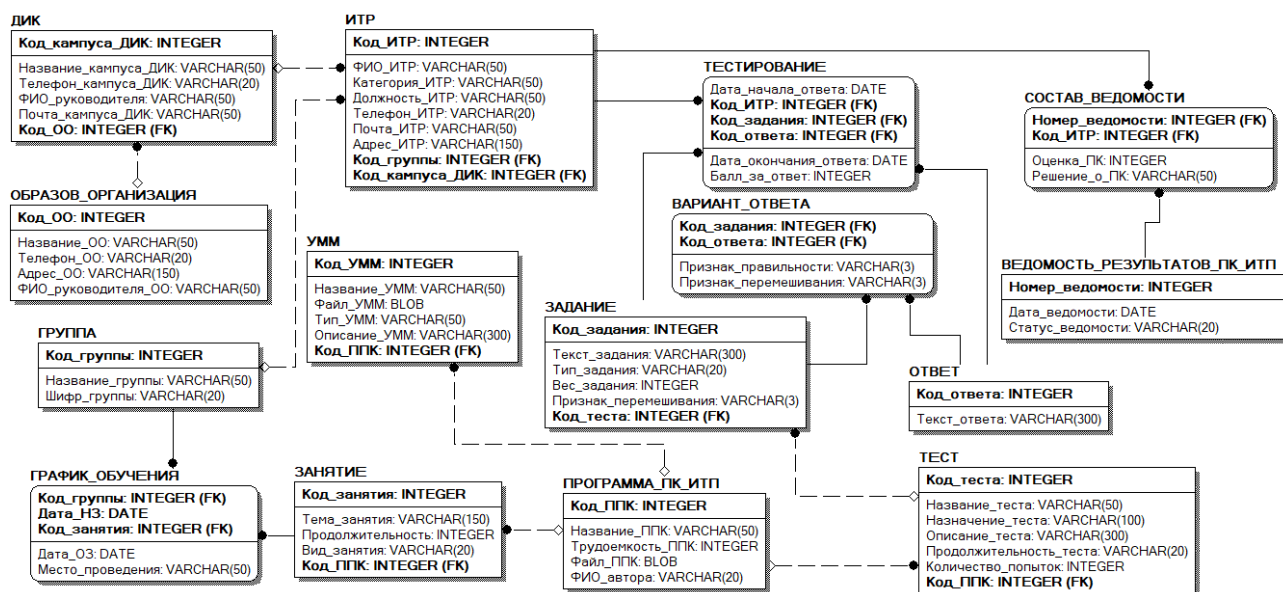 ДИК
Код_кампуса_ДИК: INTEGER
Название_кампуса_ДИК: VARCHAR(50)
Телефон_кампуса_ДИК: VARCHAR(20)
ФИО_руководителя: VARCHAR(50)
Почта_кампуса_ДИК: VARCHAR(50)
Код_ОО: INTEGER (FK)
ИТР
Код_ИТР: INTEGER
ФИО_ИТР: VARCHAR(50)
Категория_ИТР: VARCHAR(50)
Должность_ИТР: VARCHAR(50)
Телефон_ИТР: VARCHAR(20)
Почта_ИТР: VARCHAR(50)
Адрес_ИТР: VARCHAR(150)
Код_группы: INTEGER (FK)
Код_кампуса_ДИК: INTEGER (FK)
ТЕСТИРОВАНИЕ
Дата_начала_ответа: DATE
Код_ИТР: INTEGER (FK)
Код_задания: INTEGER (FK)
Код_ответа: INTEGER (FK)
Дата_окончания_ответа: DATE
Балл_за_ответ: INTEGER
СОСТАВ_ВЕДОМОСТИ
Номер_ведомости: INTEGER (FK)
Код_ИТР: INTEGER (FK)
Оценка_ПК: INTEGER
Решение_о_ПК: VARCHAR(50)
ОБРАЗОВ_ОРГАНИЗАЦИЯ
Код_ОО: INTEGER
Название_ОО: VARCHAR(50)
Телефон_ОО: VARCHAR(20)
Адрес_ОО: VARCHAR(150)
ФИО_руководителя_ОО: VARCHAR(50)
УММ
Код_УММ: INTEGER
Название_УММ: VARCHAR(50)
Файл_УММ: BLOB
Тип_УММ: VARCHAR(50)
Описание_УММ: VARCHAR(300)
Код_ППК: INTEGER (FK)
ВАРИАНТ_ОТВЕТА
Код_задания: INTEGER (FK)
Код_ответа: INTEGER (FK)
Признак_правильности: VARCHAR(3)
Признак_перемешивания: VARCHAR(3)
ВЕДОМОСТЬ_РЕЗУЛЬТАТОВ_ПК_ИТП
Номер_ведомости: INTEGER
Дата_ведомости: DATE
Статус_ведомости: VARCHAR(20)
ГРУППА
Код_группы: INTEGER
Название_группы: VARCHAR(50)
Шифр_группы: VARCHAR(20)
ЗАДАНИЕ
Код_задания: INTEGER
Текст_задания: VARCHAR(300)
Тип_задания: VARCHAR(20)
Вес_задания: INTEGER
Признак_перемешивания: VARCHAR(3)
Код_теста: INTEGER (FK)
ОТВЕТ
Код_ответа: INTEGER
Текст_ответа: VARCHAR(300)
ГРАФИК_ОБУЧЕНИЯ
Код_группы: INTEGER (FK)
Дата_НЗ: DATE
Код_занятия: INTEGER (FK)
Дата_ОЗ: DATE
Место_проведения: VARCHAR(50)
ЗАНЯТИЕ
Код_занятия: INTEGER
Тема_занятия: VARCHAR(150)
Продолжительность: INTEGER
Вид_занятия: VARCHAR(20)
Код_ППК: INTEGER (FK)
ПРОГРАММА_ПК_ИТП
Код_ППК: INTEGER
Название_ППК: VARCHAR(50)
Трудоемкость_ППК: INTEGER
Файл_ППК: BLOB
ФИО_автора: VARCHAR(20)
ТЕСТ
Код_теста: INTEGER
Название_теста: VARCHAR(50)
Назначение_теста: VARCHAR(100)
Описание_теста: VARCHAR(300)
Продолжительность_теста: VARCHAR(20)
Количество_попыток: INTEGER
Код_ППК: INTEGER (FK)